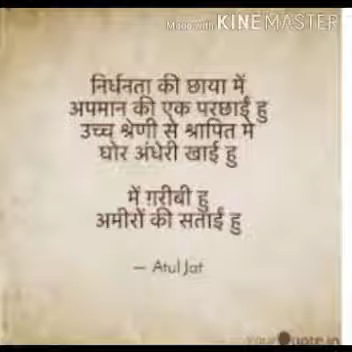 Made with KINEMASTER
निर्धनता की छाया में
अपमान की एक परछाईं हु
उच्च श्रेणी से श्रापित में
घोर अंधेरी खाई हु
में ग़रीबी हु
अमीरों की सताई हु
— Atul Jat
YourQuote.in